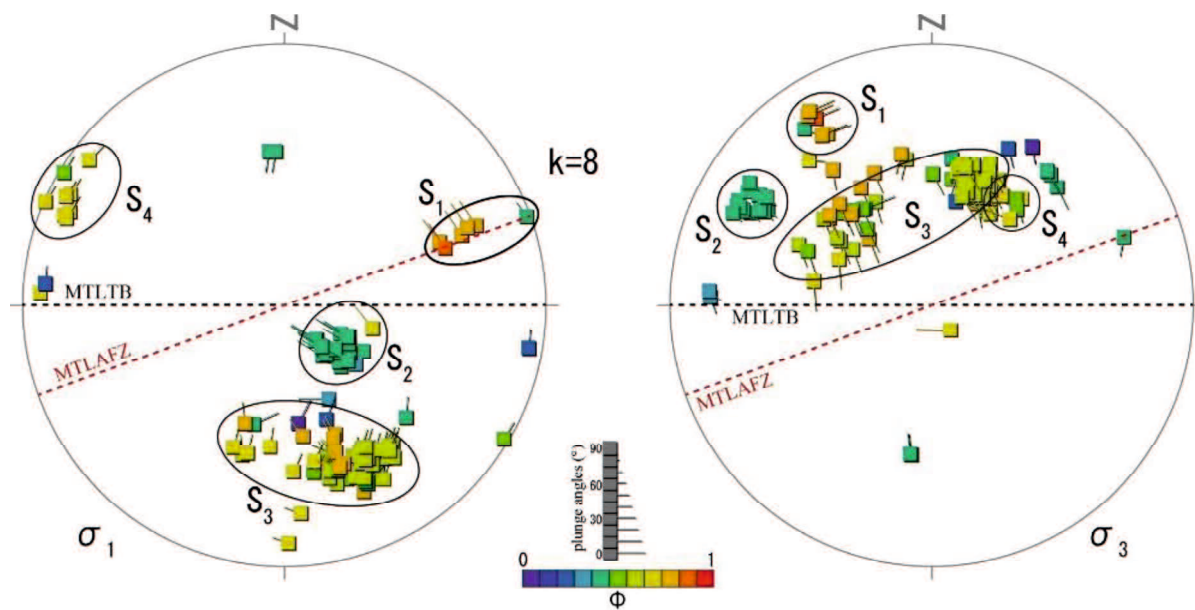 N
N
S₁
k=8
S₁
S₄
S₂
S₃
S₄
MTLTB
MTLTB
MTLAFZ
S₂
MTLAFZ
S₃
σ₁
σ₃
plunge angles (°)
90
60
30
0
0
1
Φ